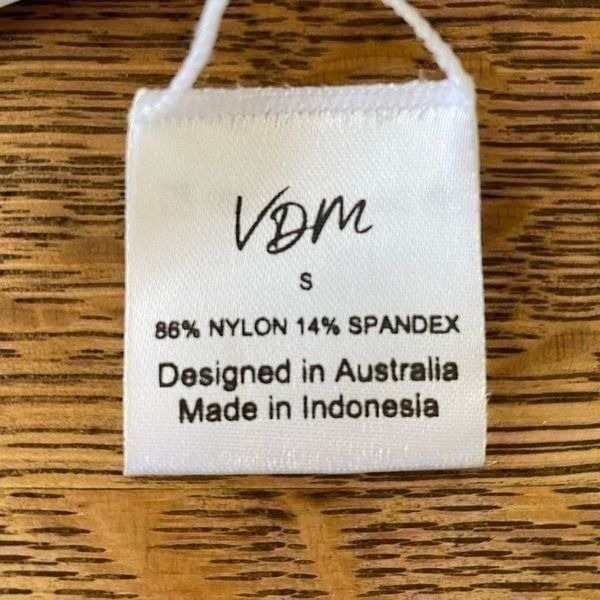 VDM
S
86% NYLON 14% SPANDEX
Designed in Australia
Made in Indonesia